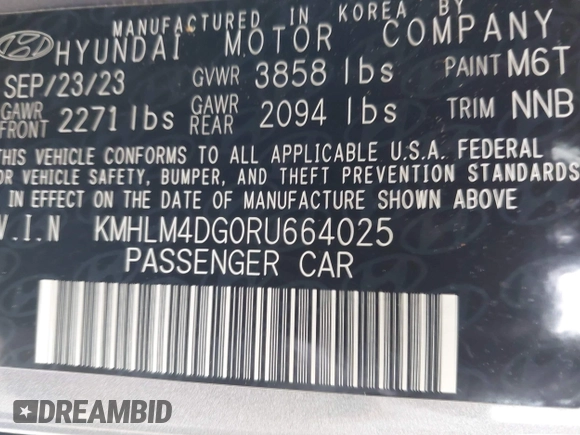 MANUFACTURED IN KOREA BY
HYUNDAI MOTOR COMPANY
SEP/23/23 GVWR 3858 lbs PAINT M6T
GAWR FRONT 2271 lbs GAWR REAR 2094 lbs TRIM NNB
THIS VEHICLE CONFORMS TO ALL APPLICABLE U.S.A. FEDERAL
OR VEHICLE SAFETY, BUMPER, AND THEFT PREVENTION STANDARDS
IN EFFECT ON THE DATE OF MANUFACTURE SHOWN ABOVE
V.I.N KMHLM4DG0RU664025
PASSENGER CAR
DREAMBID